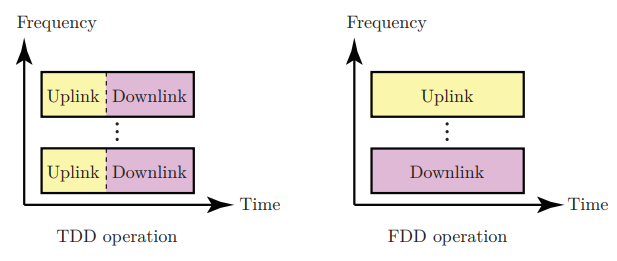 Frequency
Uplink Downlink
Uplink Downlink
Time
TDD operation
Frequency
Uplink
Downlink
Time
FDD operation